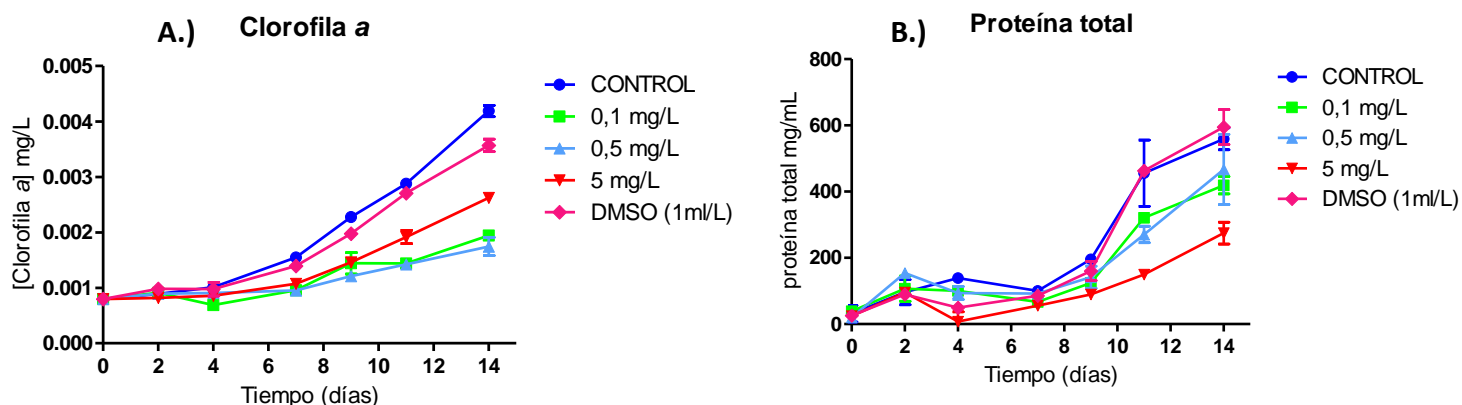 A.) Clorofila a
0.005
0.004
0.003
0.002
0.001
0.000
[Clorofila a] mg/L
0 2 4 6 8 10 12 14
Tiempo (días)
CONTROL
0,1 mg/L
0,5 mg/L
5 mg/L
DMSO (1ml/L)
B.) Proteína total
800
600
400
200
0
proteína total mg/mL
0 2 4 6 8 10 12 14
Tiempo (días)
CONTROL
0,1 mg/L
0,5 mg/L
5 mg/L
DMSO (1ml/L)